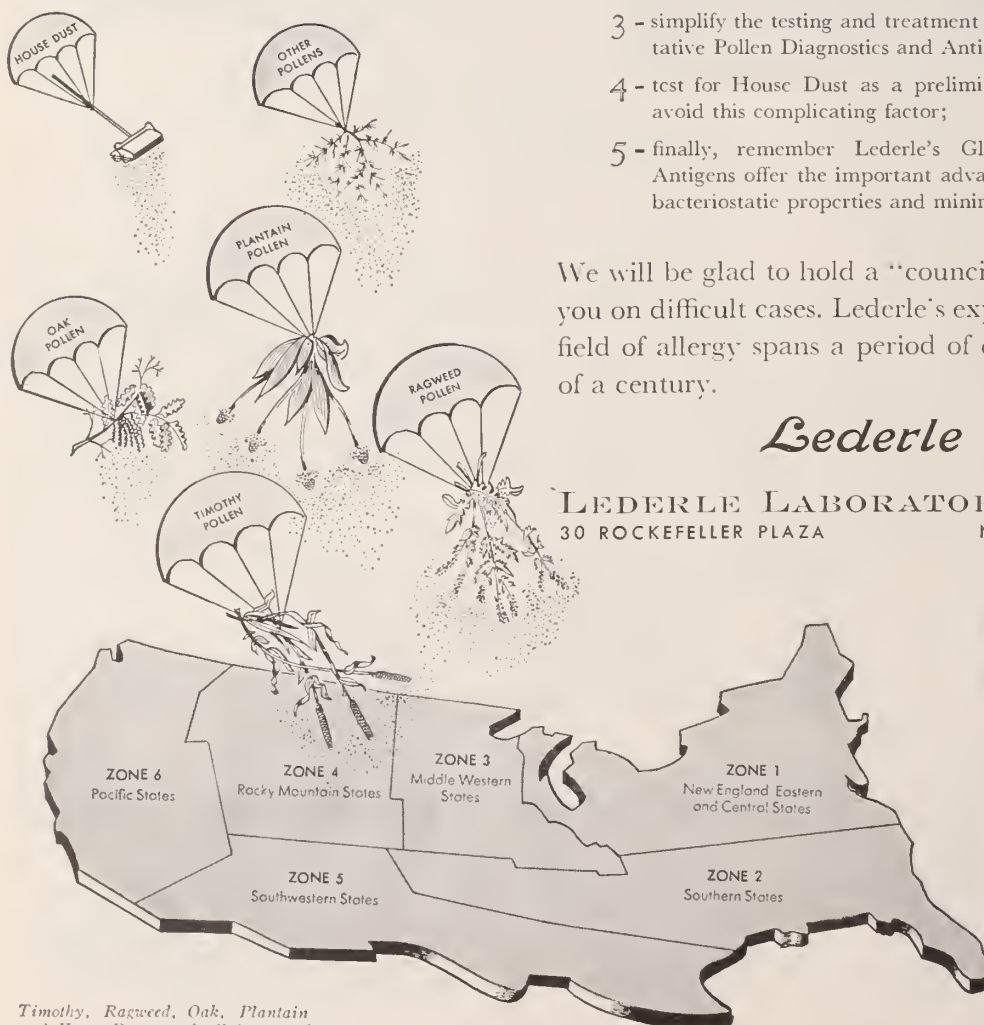 HOUSE DUST
OTHER
POLLENS
PLANTAIN
POLLEN
OAK
POLLEN
RAGWEED
POLLEN
TIMOTHY
POLLEN
3 - simplify the testing and treatment
tative Pollen Diagnostics and Anti
4 - test for House Dust as a prelimi
avoid this complicating factor;
5 - finally, remember Lederle's Gl
Antigens offer the important adva
bacteriostatic properties and minim
We will be glad to hold a "counci
you on difficult cases. Lederle's ex
field of allergy spans a period of
of a century.
Lederle
LEDERLE LABORATO
30 ROCKEFELLER PLAZA N
ZONE 6
Pacific States
ZONE 4
Rocky Mountain States
ZONE 3
Middle Western
States
ZONE 1
New England Eastern
and Central States
ZONE 5
Southwestern States
ZONE 2
Southern States
Timothy, Ragweed, Oak, Plantain